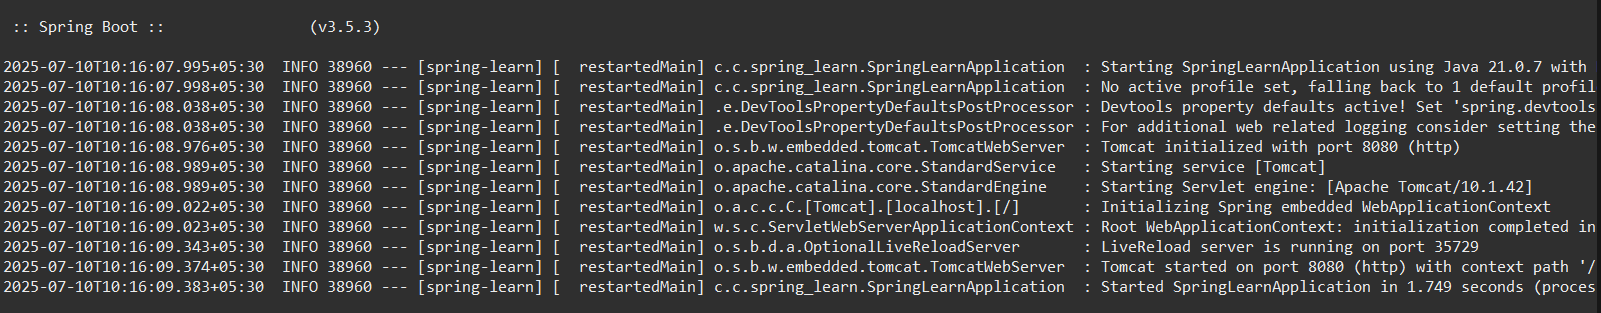 :: Spring Boot ::                (v3.5.3)
2025-07-10T10:16:07.995+05:30  INFO 38960 --- [spring-learn] [  restartedMain] c.c.spring_learn.SpringLearnApplication  : Starting SpringLearnApplication using Java 21.0.7 with
2025-07-10T10:16:07.998+05:30  INFO 38960 --- [spring-learn] [  restartedMain] c.c.spring_learn.SpringLearnApplication  : No active profile set, falling back to 1 default profil
2025-07-10T10:16:08.038+05:30  INFO 38960 --- [spring-learn] [  restartedMain] .e.DevToolsPropertyDefaultsPostProcessor : Devtools property defaults active! Set 'spring.devtools
2025-07-10T10:16:08.038+05:30  INFO 38960 --- [spring-learn] [  restartedMain] .e.DevToolsPropertyDefaultsPostProcessor : For additional web related logging consider setting the
2025-07-10T10:16:08.976+05:30  INFO 38960 --- [spring-learn] [  restartedMain] o.s.b.w.embedded.tomcat.TomcatWebServer  : Tomcat initialized with port 8080 (http)
2025-07-10T10:16:08.989+05:30  INFO 38960 --- [spring-learn] [  restartedMain] o.apache.catalina.core.StandardService   : Starting service [Tomcat]
2025-07-10T10:16:08.989+05:30  INFO 38960 --- [spring-learn] [  restartedMain] o.apache.catalina.core.StandardEngine    : Starting Servlet engine: [Apache Tomcat/10.1.42]
2025-07-10T10:16:09.022+05:30  INFO 38960 --- [spring-learn] [  restartedMain] o.a.c.c.C.[Tomcat].[localhost].[/]       : Initializing Spring embedded WebApplicationContext
2025-07-10T10:16:09.023+05:30  INFO 38960 --- [spring-learn] [  restartedMain] w.s.c.ServletWebServerApplicationContext : Root WebApplicationContext: initialization completed in
2025-07-10T10:16:09.343+05:30  INFO 38960 --- [spring-learn] [  restartedMain] o.s.b.d.a.OptionalLiveReloadServer       : LiveReload server is running on port 35729
2025-07-10T10:16:09.374+05:30  INFO 38960 --- [spring-learn] [  restartedMain] o.s.b.w.embedded.tomcat.TomcatWebServer  : Tomcat started on port 8080 (http) with context path '/
2025-07-10T10:16:09.383+05:30  INFO 38960 --- [spring-learn] [  restartedMain] c.c.spring_learn.SpringLearnApplication  : Started SpringLearnApplication in 1.749 seconds (proces